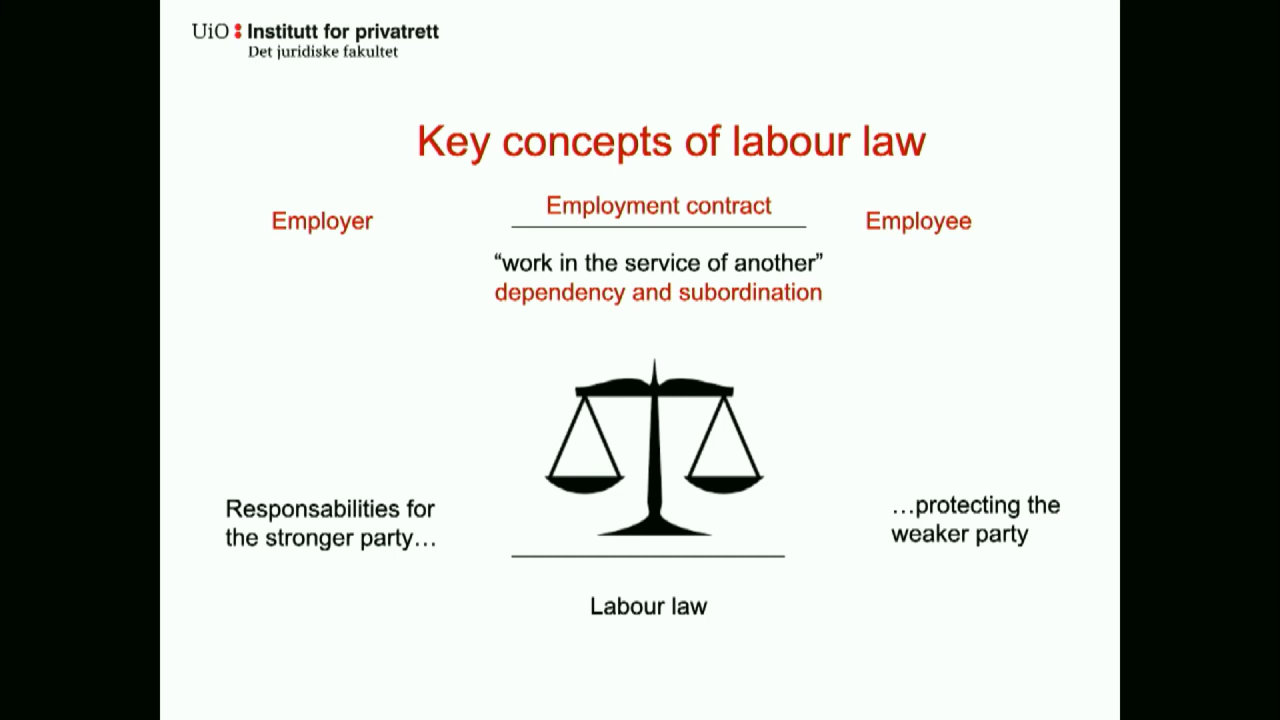 UiO : Institutt for privatrett
Det juridiske fakultet
Key concepts of labour law
Employer
Employment contract
Employee
“work in the service of another”
dependency and subordination
Responsabilities for
the stronger party…
…protecting the
weaker party
Labour law